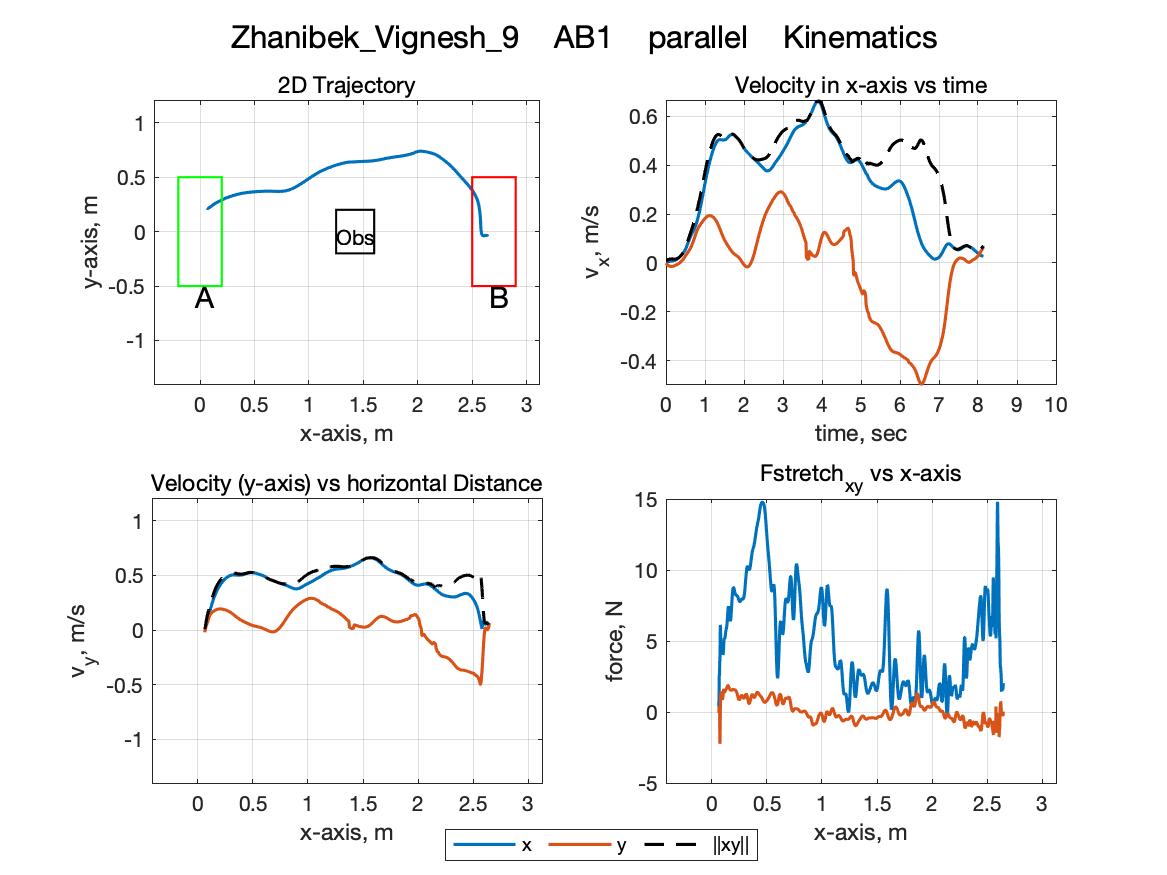 Zhanibek_Vignesh_9 AB1 parallel Kinematics
2D Trajectory
1
0.5
0
-0.5
-1
y-axis, m
Obs
A
B
0 0.5 1 1.5 2 2.5 3
x-axis, m
Velocity in x-axis vs time
0.6
0.4
0.2
0
-0.2
-0.4
v_x, m/s
0 1 2 3 4 5 6 7 8 9 10
time, sec
Velocity (y-axis) vs horizontal Distance
1
0.5
0
-0.5
-1
v_y, m/s
0 0.5 1 1.5 2 2.5 3
x-axis, m
Fstretch_xy vs x-axis
15
10
5
0
-5
force, N
0 0.5 1 1.5 2 2.5 3
x-axis, m
x y ||xy||